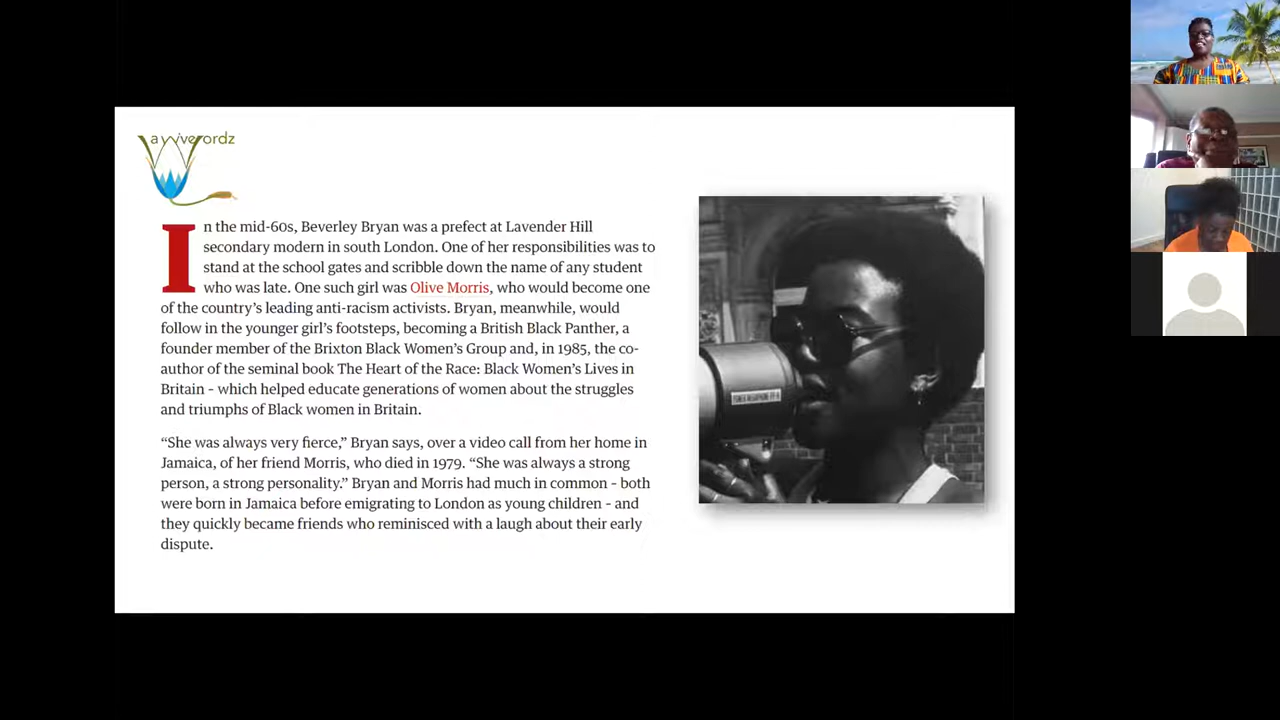 a wive ordz
In the mid-60s, Beverley Bryan was a prefect at Lavender Hill
secondary modern in south London. One of her responsibilities was to
stand at the school gates and scribble down the name of any student
who was late. One such girl was Olive Morris, who would become one
of the country’s leading anti-racism activists. Bryan, meanwhile, would
follow in the younger girl’s footsteps, becoming a British Black Panther, a
founder member of the Brixton Black Women’s Group and, in 1985, the co-
author of the seminal book The Heart of the Race: Black Women’s Lives in
Britain – which helped educate generations of women about the struggles
and triumphs of Black women in Britain.
“She was always very fierce,” Bryan says, over a video call from her home in
Jamaica, of her friend Morris, who died in 1979. “She was always a strong
person, a strong personality.” Bryan and Morris had much in common – both
were born in Jamaica before emigrating to London as young children – and
they quickly became friends who reminisced with a laugh about their early
dispute.